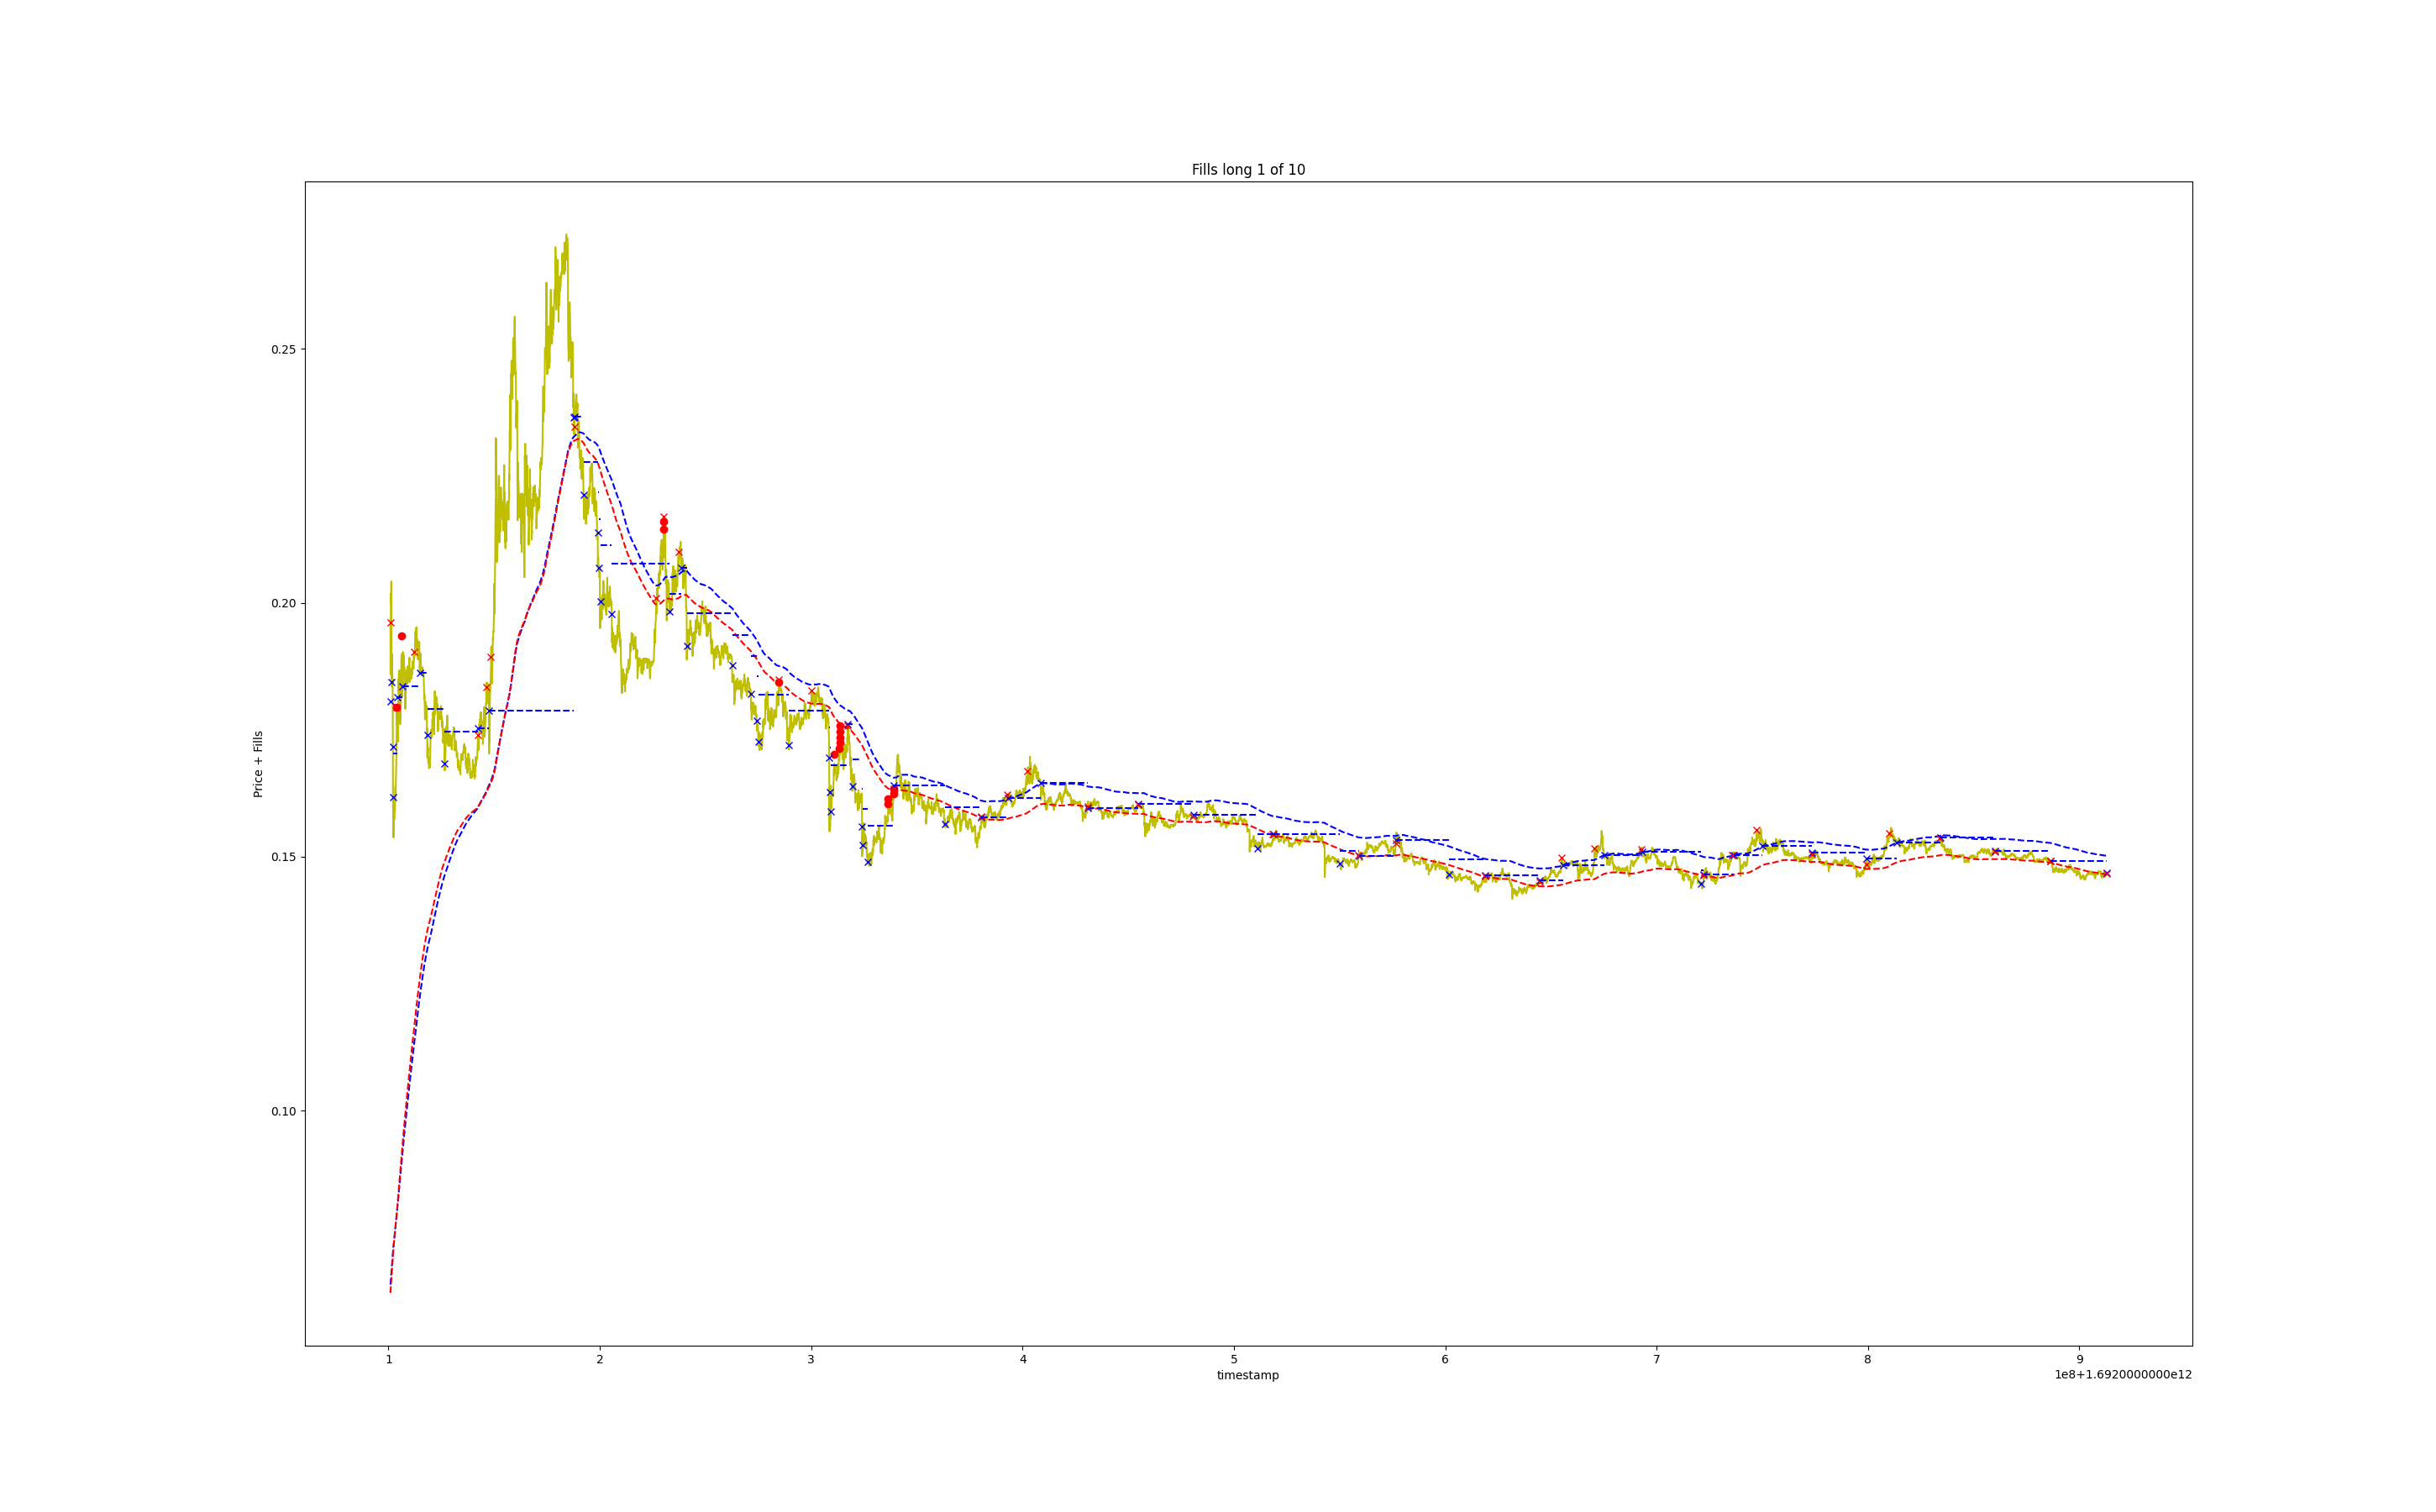 Fills long 1 of 10
Price + Fills
0.25
0.20
0.15
0.10
1 2 3 4 5 6 7 8 9
timestamp
1e8+1.6920000000e12